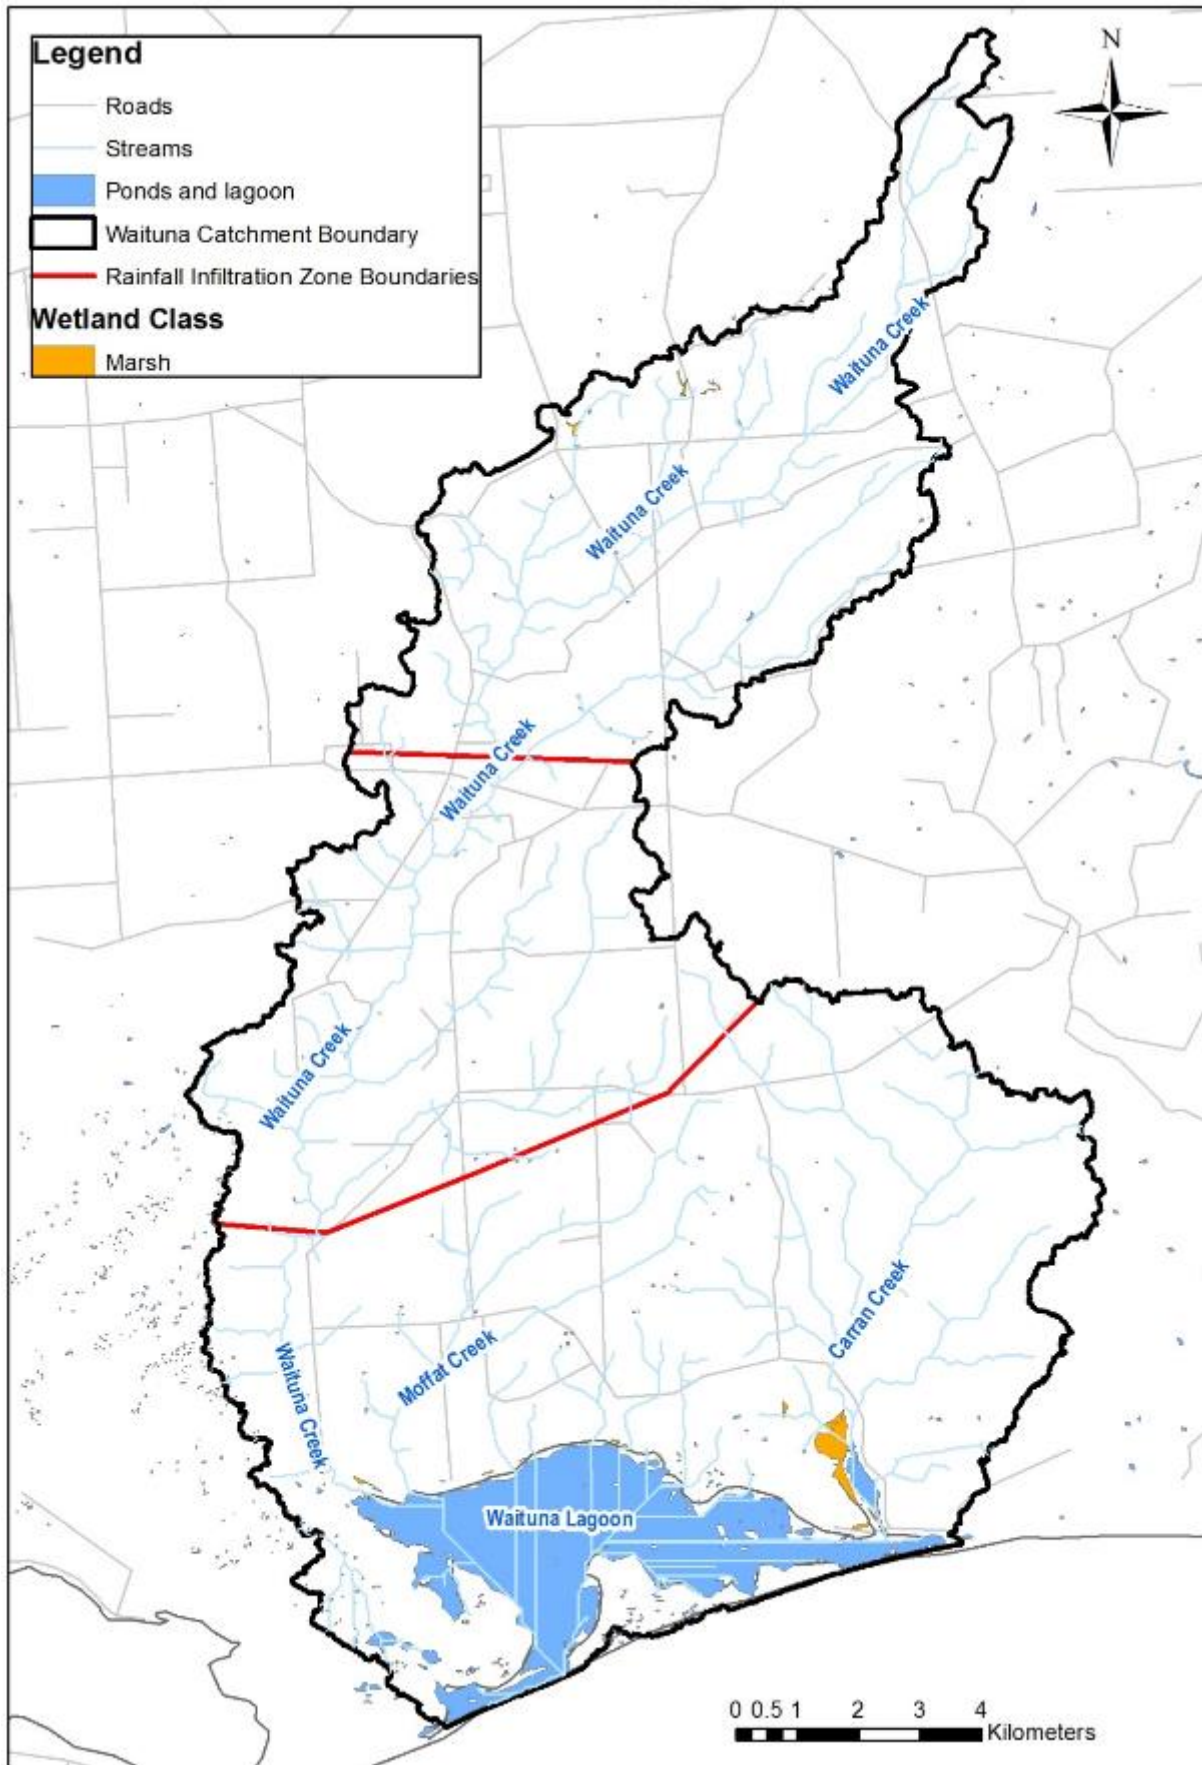 Legend
Roads
Streams
Ponds and lagoon
Waituna Catchment Boundary
Rainfall Infiltration Zone Boundaries
Wetland Class
Marsh
N
Waituna Creek
Waituna Creek
Waituna Creek
Waituna Creek
Carran Creek
Moffat Creek
Waituna Creek
Waituna Lagoon
0 0.5 1 2 3 4
Kilometers